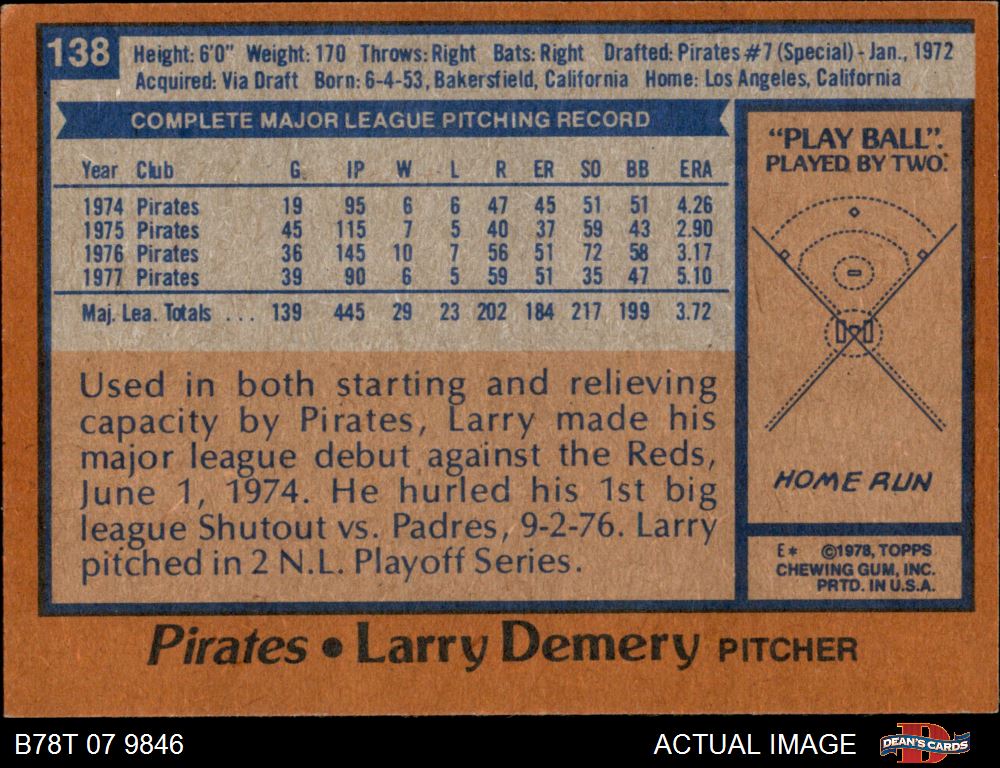 138
Height: 6'0" Weight: 170 Throws: Right Bats: Right Drafted: Pirates #7 (Special) - Jan., 1972
Acquired: Via Draft Born: 6-4-53, Bakersfield, California Home: Los Angeles, California
COMPLETE MAJOR LEAGUE PITCHING RECORD
Year Club G. IP W L R ER SO BB ERA
1974 Pirates 19 95 6 6 47 45 51 51 4.26
1975 Pirates 45 115 7 5 40 37 59 43 2.90
1976 Pirates 36 145 10 7 56 51 72 58 3.17
1977 Pirates 39 90 6 5 59 51 35 47 5.10
Maj. Lea. Totals . . . 139 445 29 23 202 184 217 199 3.72
Used in both starting and relieving
capacity by Pirates, Larry made his
major league debut against the Reds,
June 1, 1974. He hurled his 1st big
league Shutout vs. Padres, 9-2-76. Larry
pitched in 2 N.L. Playoff Series.
"PLAY BALL".
PLAYED BY TWO.
HOME RUN
E* ©1978, TOPPS
CHEWING GUM, INC.
PRTD. IN U.S.A.
Pirates • Larry Demery PITCHER
B78T 07 9846
ACTUAL IMAGE
D
DEAN'S CARDS